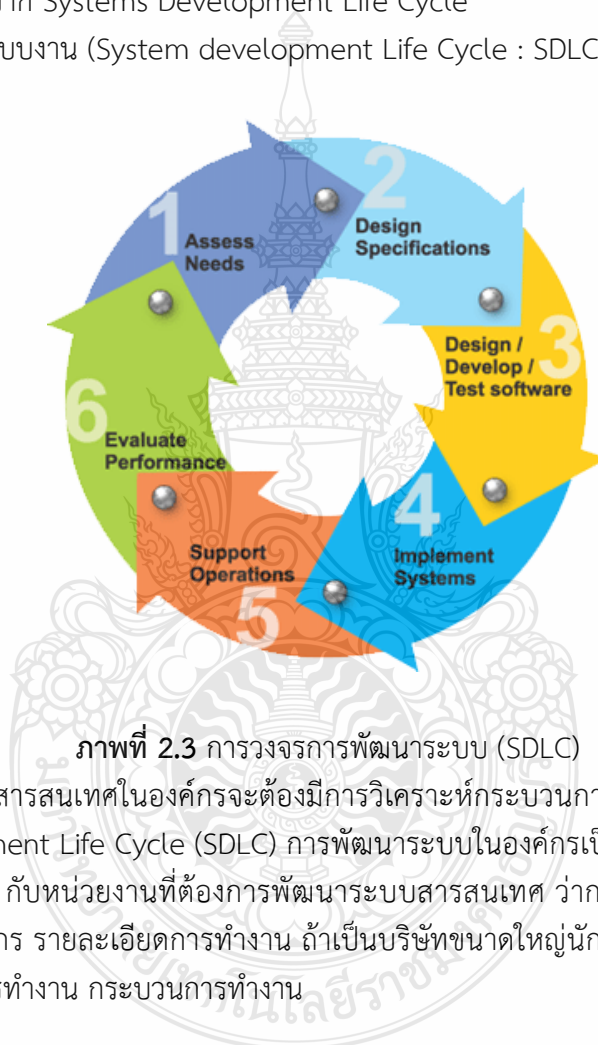 าก Systems Development Life Cycle
บบงาน (System development Life Cycle : SDLC
1
Assess
Needs
2
Design
Specifications
3
Design /
Develop /
Test software
4
Implement
Systems
5
Support
Operations
6
Evaluate
Performance
ภาพที่ 2.3 การวงจรการพัฒนาระบบ (SDLC)
สารสนเทศในองค์กรจะต้องมีการวิเคราะห์กระบวนกา
ment Life Cycle (SDLC) การพัฒนาระบบในองค์กรเป็
กับหน่วยงานที่ต้องการพัฒนาระบบสารสนเทศ ว่าก
กร รายละเอียดการทำงาน ถ้าเป็นบริษัทขนาดใหญ่นัก
ารทำงาน กระบวนการทำงาน